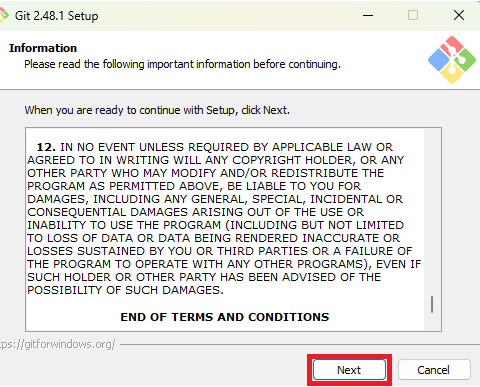 Git 2.48.1 Setup
Information
Please read the following important information before continuing.
When you are ready to continue with Setup, click Next.
12. IN NO EVENT UNLESS REQUIRED BY APPLICABLE LAW OR
AGREED TO IN WRITING WILL ANY COPYRIGHT HOLDER, OR ANY
OTHER PARTY WHO MAY MODIFY AND/OR REDISTRIBUTE THE
PROGRAM AS PERMITTED ABOVE, BE LIABLE TO YOU FOR
DAMAGES, INCLUDING ANY GENERAL, SPECIAL, INCIDENTAL OR
CONSEQUENTIAL DAMAGES ARISING OUT OF THE USE OR
INABILITY TO USE THE PROGRAM (INCLUDING BUT NOT LIMITED
TO LOSS OF DATA OR DATA BEING RENDERED INACCURATE OR
LOSSES SUSTAINED BY YOU OR THIRD PARTIES OR A FAILURE OF
THE PROGRAM TO OPERATE WITH ANY OTHER PROGRAMS), EVEN IF
SUCH HOLDER OR OTHER PARTY HAS BEEN ADVISED OF THE
POSSIBILITY OF SUCH DAMAGES.
END OF TERMS AND CONDITIONS
tps://gitforwindows.org/
Next
Cancel